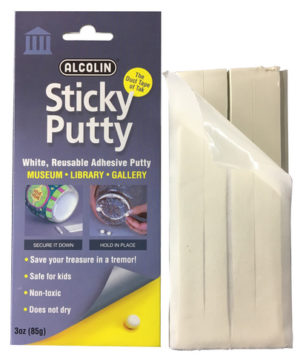 ALCOLIN
The
Duct Tape
of Tak
Sticky
Putty
White, Reusable Adhesive Putty
MUSEUM • LIBRARY • GALLERY
SECURE IT DOWN
HOLD IN PLACE
• Save your treasure in a tremor!
• Safe for kids
• Non-toxic
• Does not dry
3oz (85g)